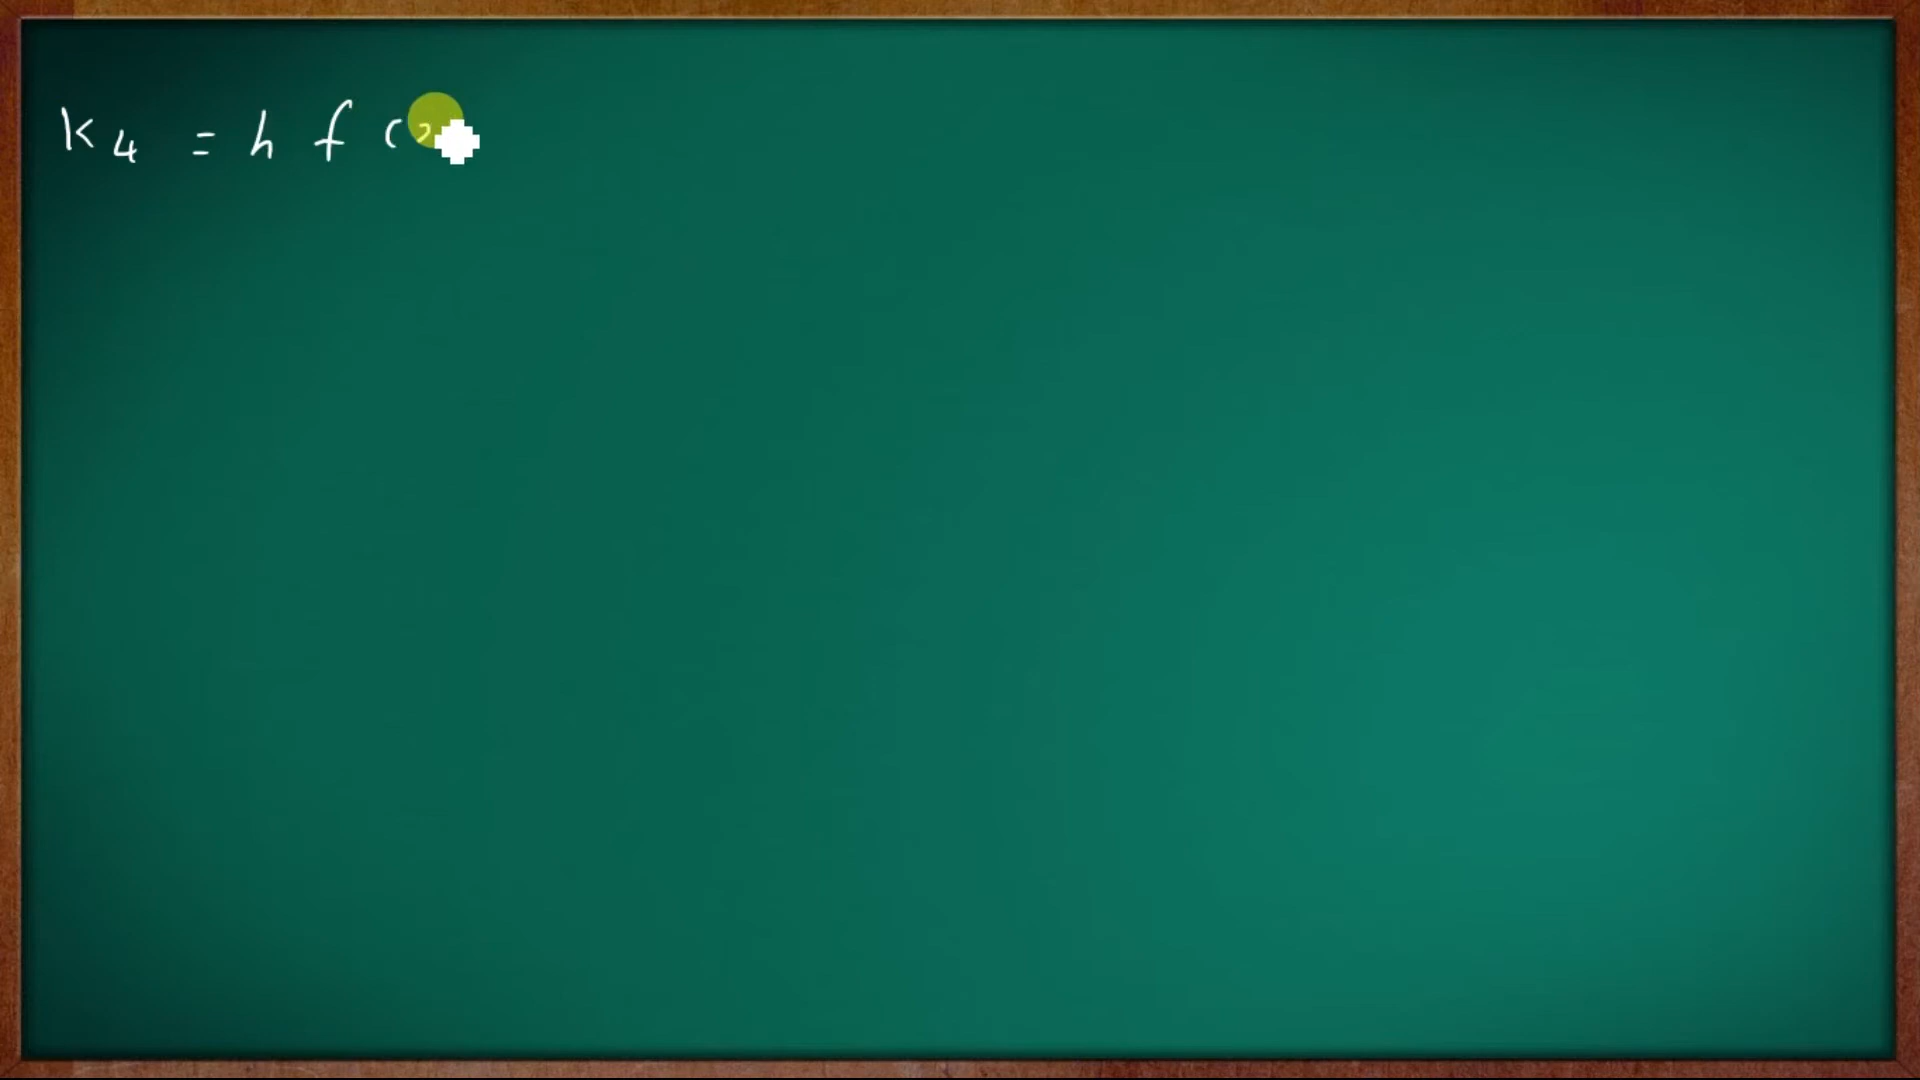 k4 = h f (